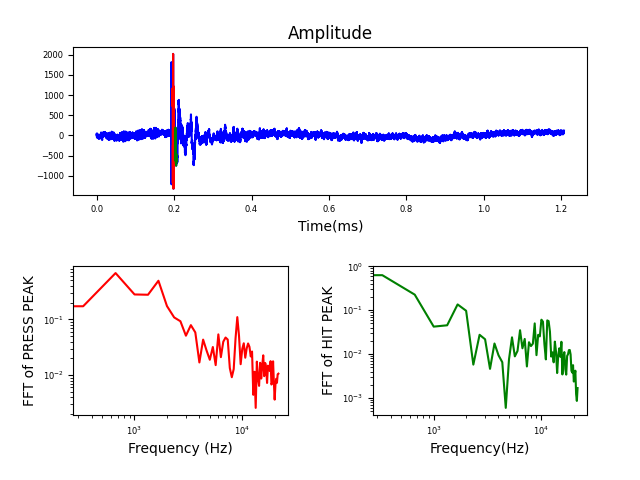 Amplitude
2000
1500
1000
500
0
−500
−1000
0.0 0.2 0.4 0.6 0.8 1.0 1.2
Time(ms)
FFT of PRESS PEAK
10⁻¹
10⁻²
10³ 10⁴
Frequency (Hz)
FFT of HIT PEAK
10⁰
10⁻¹
10⁻²
10⁻³
10³ 10⁴
Frequency(Hz)